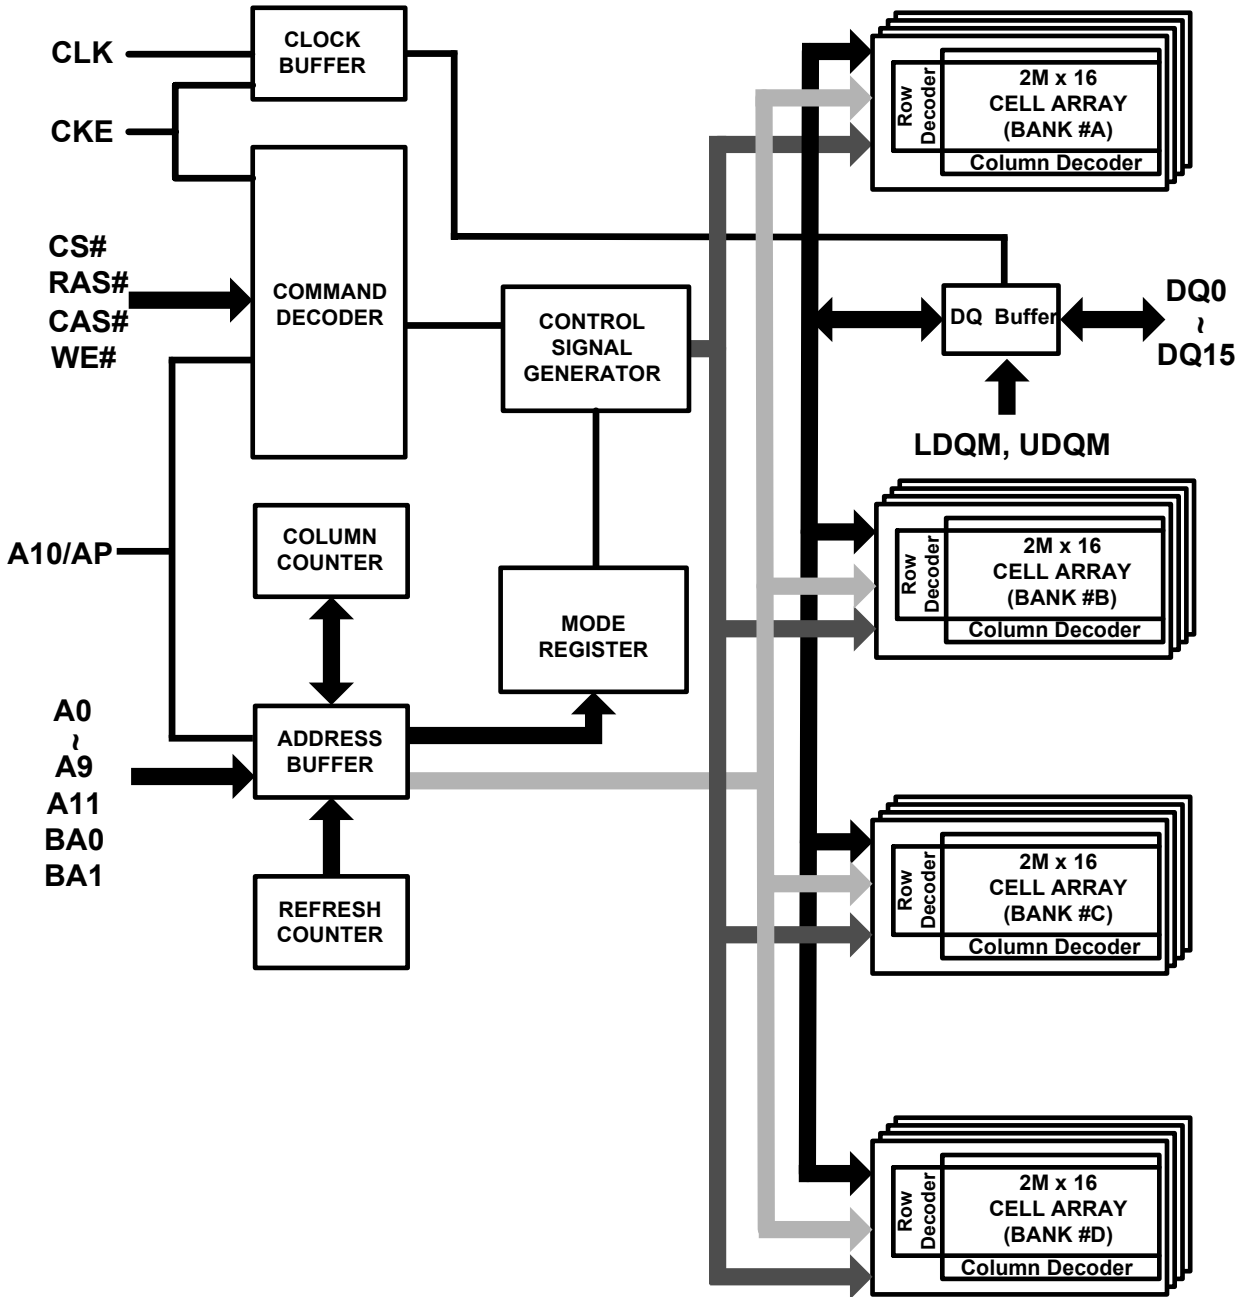 CLK
CKE
CLOCK
BUFFER
CS#
RAS#
CAS#
WE#
COMMAND
DECODER
CONTROL
SIGNAL
GENERATOR
A10/AP
COLUMN
COUNTER
MODE
REGISTER
A0
~
A9
A11
BA0
BA1
ADDRESS
BUFFER
REFRESH
COUNTER
Row
Decoder
2M x 16
CELL ARRAY
(BANK #A)
Column Decoder
DQ Buffer
DQ0
~
DQ15
LDQM, UDQM
Row
Decoder
2M x 16
CELL ARRAY
(BANK #B)
Column Decoder
Row
Decoder
2M x 16
CELL ARRAY
(BANK #C)
Column Decoder
Row
Decoder
2M x 16
CELL ARRAY
(BANK #D)
Column Decoder